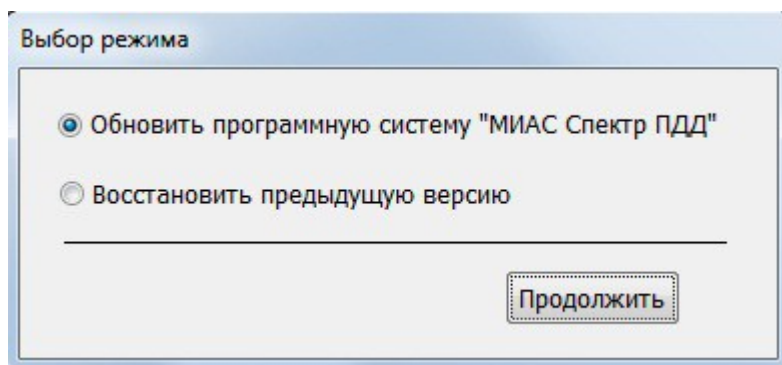 Выбор режима
Обновить программную систему "МИАС Спектр ПДД"
Восстановить предыдущую версию
Продолжить